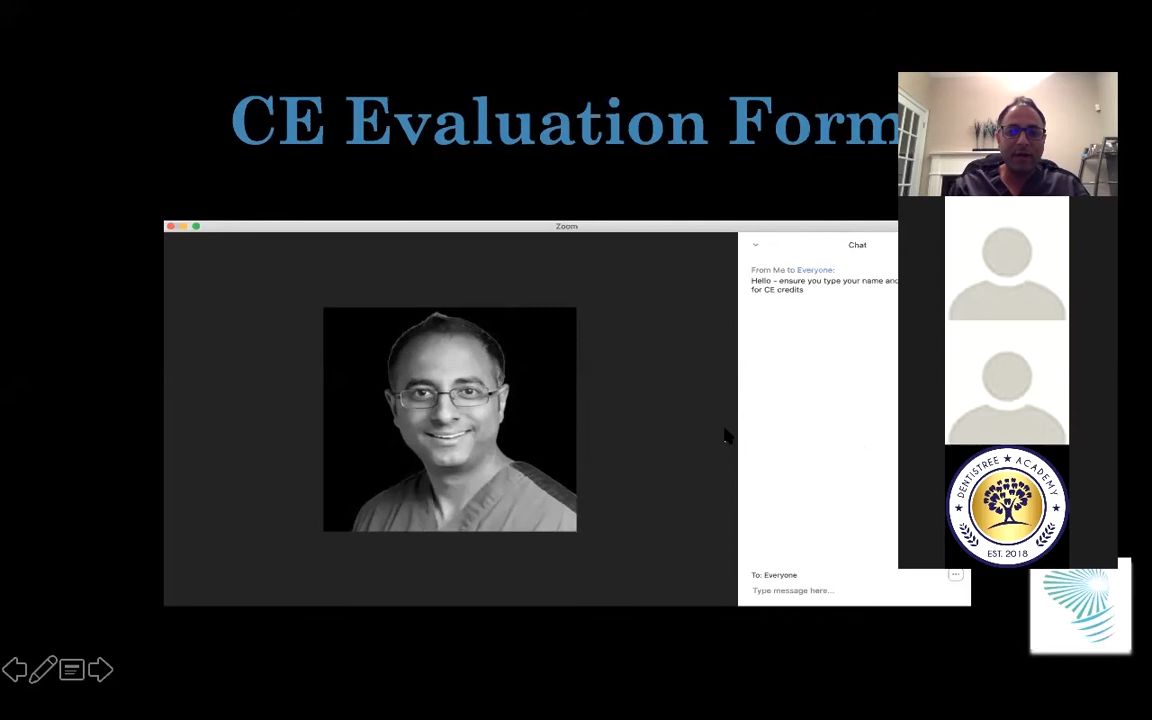 CE Evaluation Form
Zoom
Chat
From Me to Everyone:
Hello - ensure you type your name and
for CE credits
DENTISTREE ★ ACADEMY
EST. 2018
To: Everyone
Type message here...